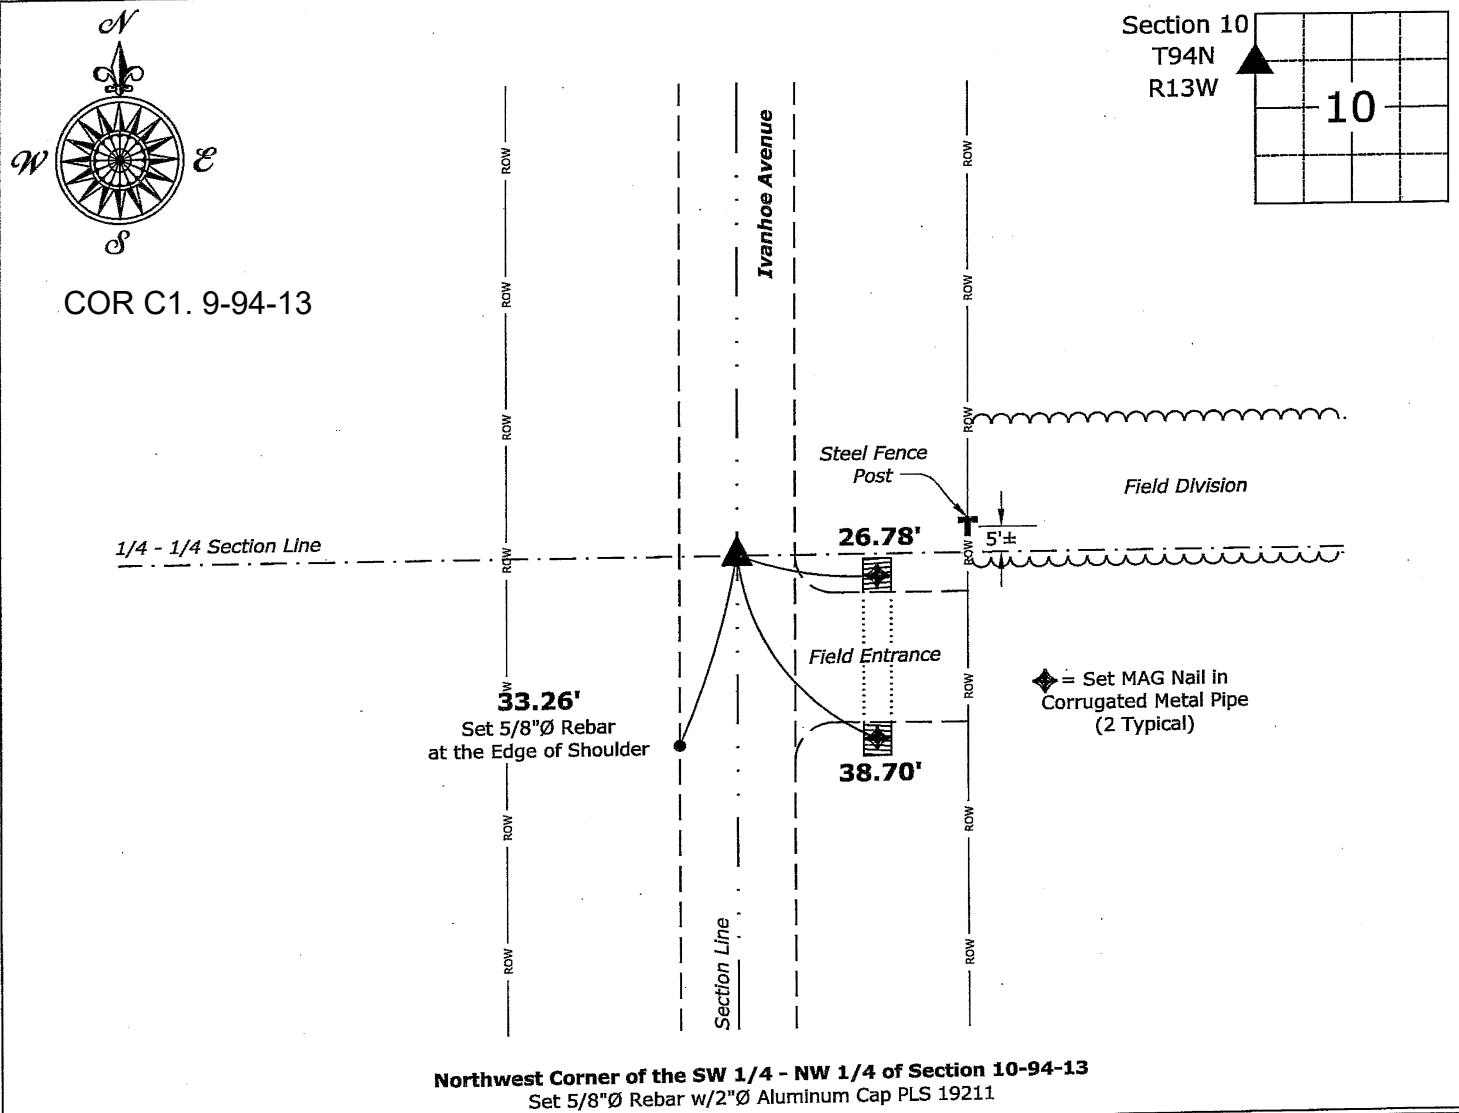 N
W E
S
COR C1. 9-94-13
Section 10
T94N
R13W
10
Ivanhoe Avenue
ROW
ROW
ROW
ROW
ROW
ROW
ROW
ROW
ROW
ROW
ROW
ROW
ROW
W
Steel Fence
Post
Field Division
5'±
26.78'
1/4 - 1/4 Section Line
Field Entrance
33.26'
Set 5/8"Ø Rebar
at the Edge of Shoulder
= Set MAG Nail in
Corrugated Metal Pipe
(2 Typical)
38.70'
Section Line
Northwest Corner of the SW 1/4 - NW 1/4 of Section 10-94-13
Set 5/8"Ø Rebar w/2"Ø Aluminum Cap PLS 19211